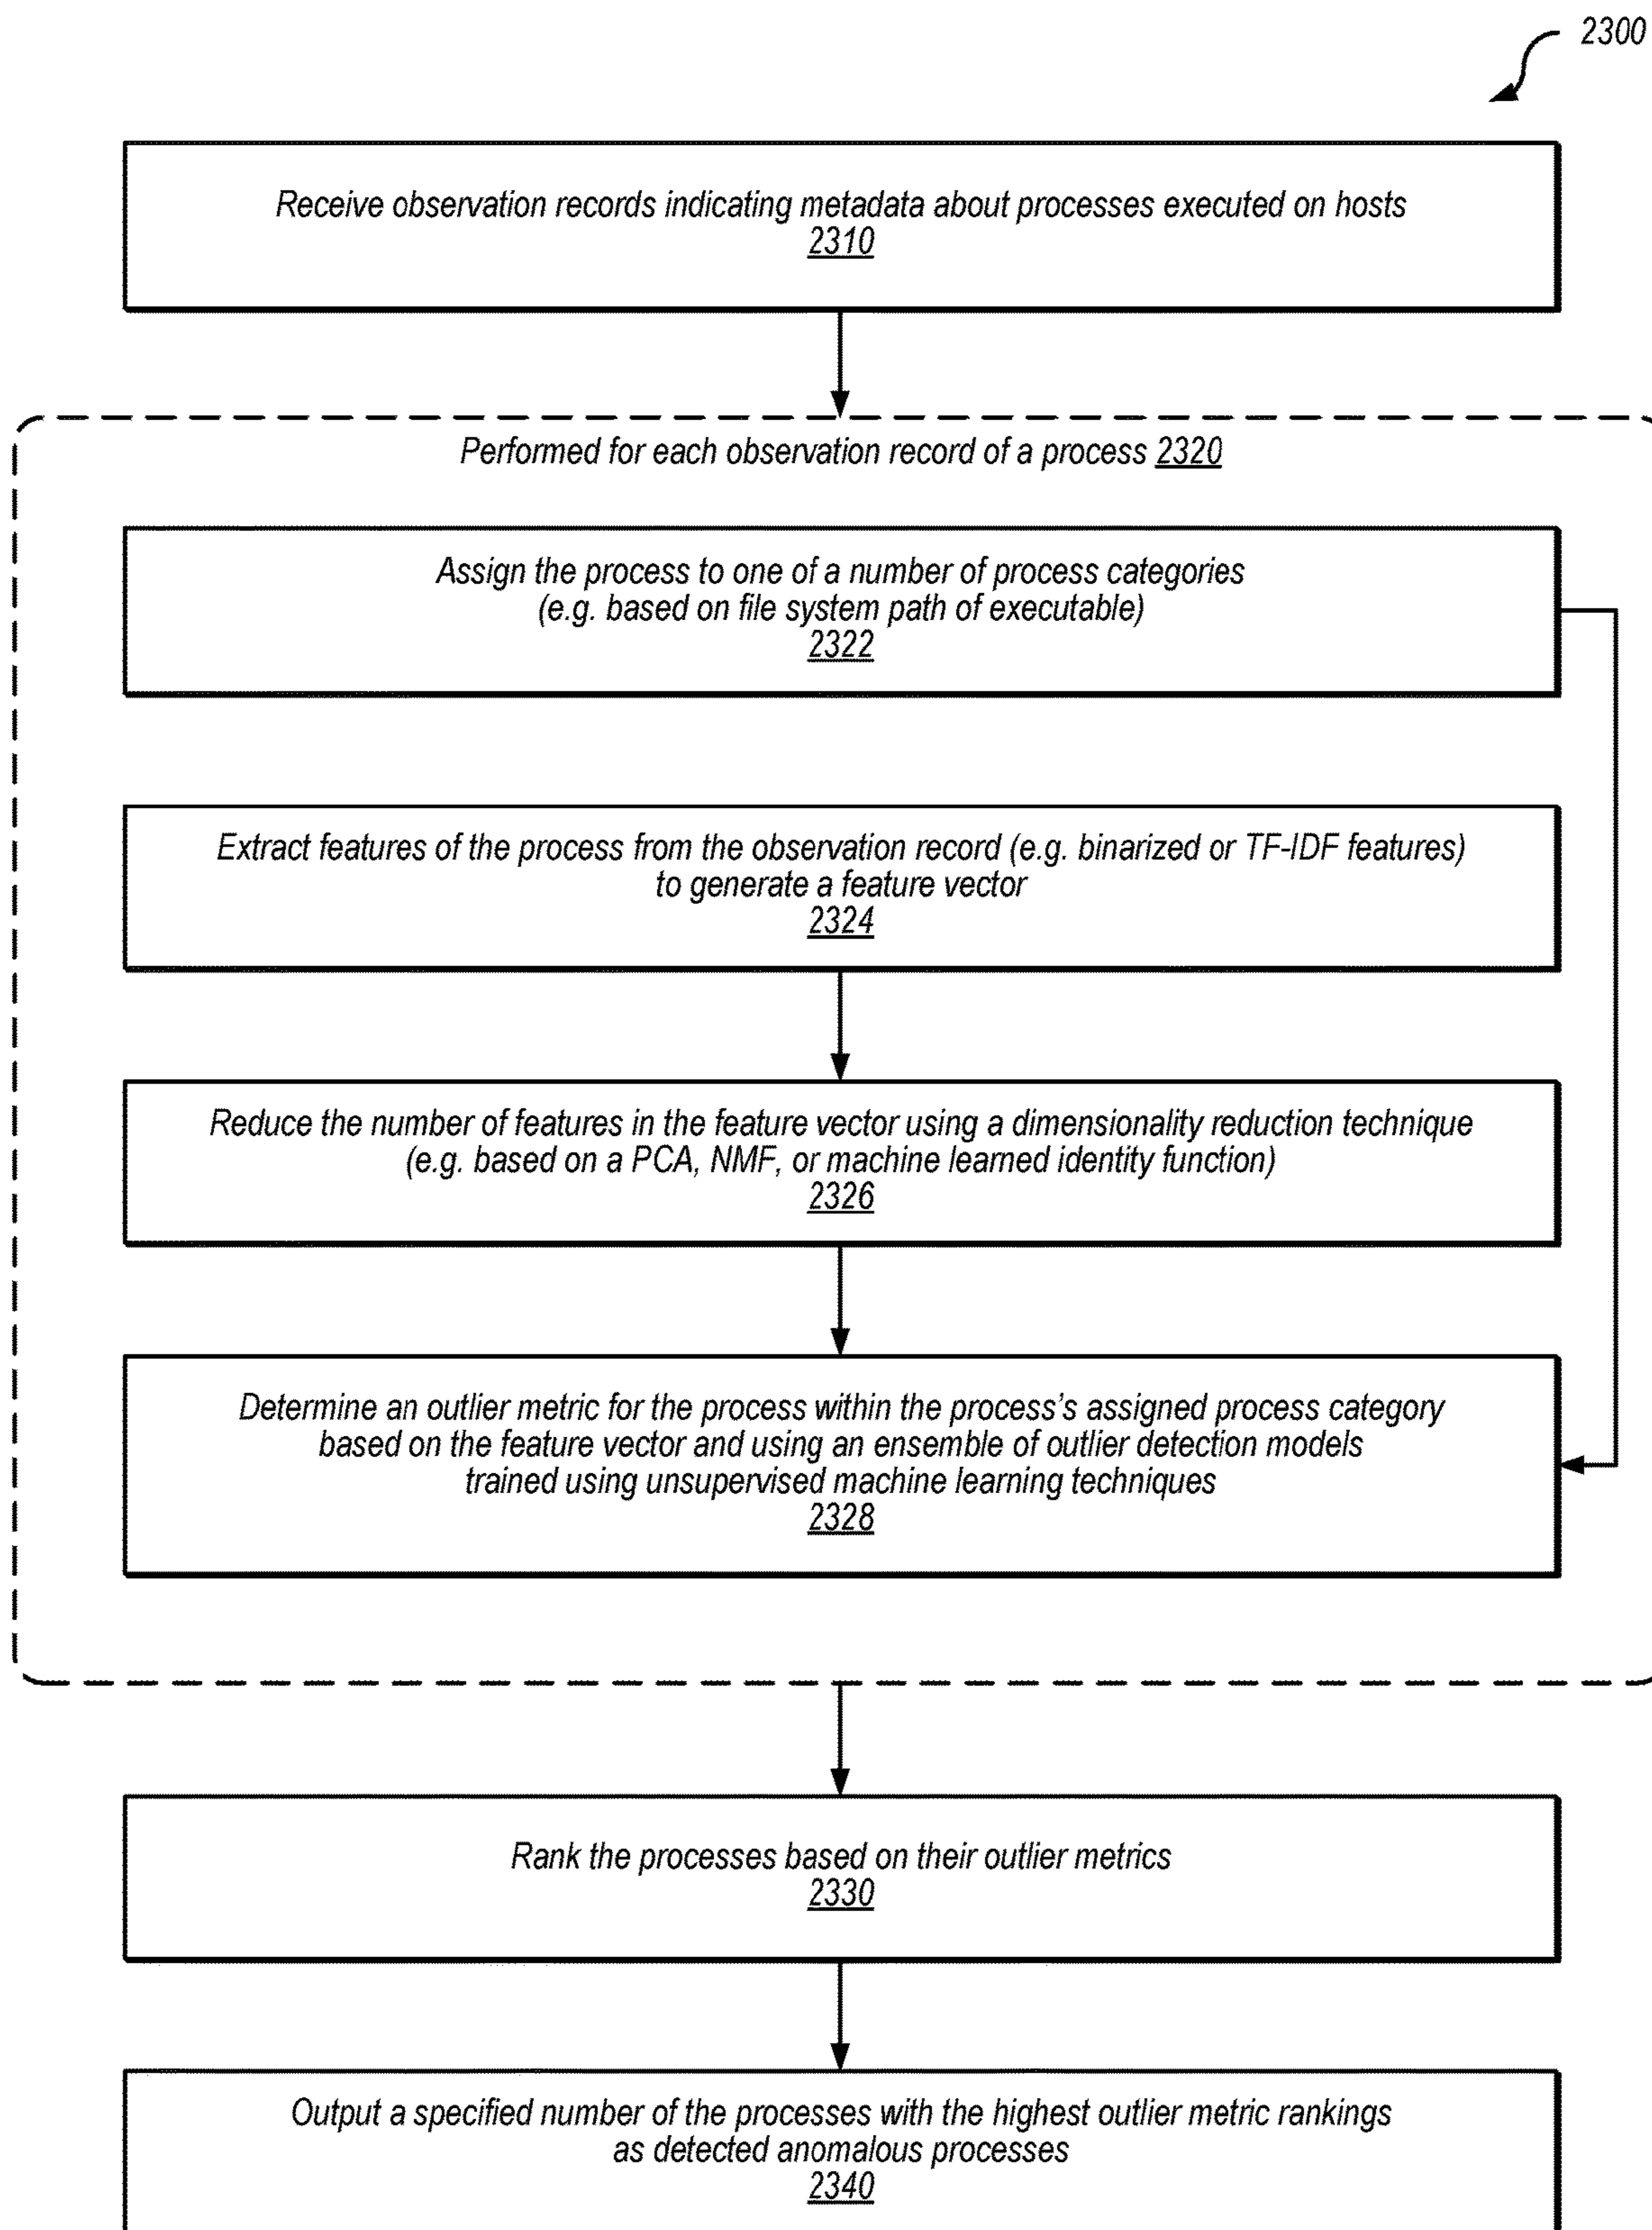 2300
Receive observation records indicating metadata about processes executed on hosts
2310
Performed for each observation record of a process 2320
Assign the process to one of a number of process categories
(e.g. based on file system path of executable)
2322
Extract features of the process from the observation record (e.g. binarized or TF-IDF features)
to generate a feature vector
2324
Reduce the number of features in the feature vector using a dimensionality reduction technique
(e.g. based on a PCA, NMF, or machine learned identity function)
2326
Determine an outlier metric for the process within the process's assigned process category
based on the feature vector and using an ensemble of outlier detection models
trained using unsupervised machine learning techniques
2328
Rank the processes based on their outlier metrics
2330
Output a specified number of the processes with the highest outlier metric rankings
as detected anomalous processes
2340